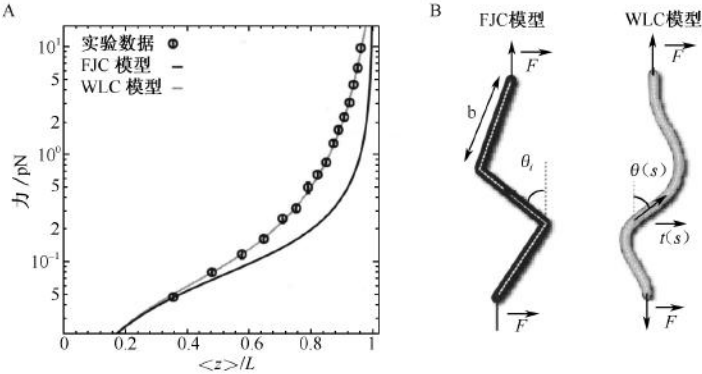 A
力/pN
10¹
5
2
10⁰
5
2
10⁻¹
5
实验数据
FJC 模型
WLC 模型
0
0.2
0.4
0.6
0.8
1
<z>/L
B
FJC模型
WLC模型
F
F
b
θi
θ(s)
t(s)
F
F